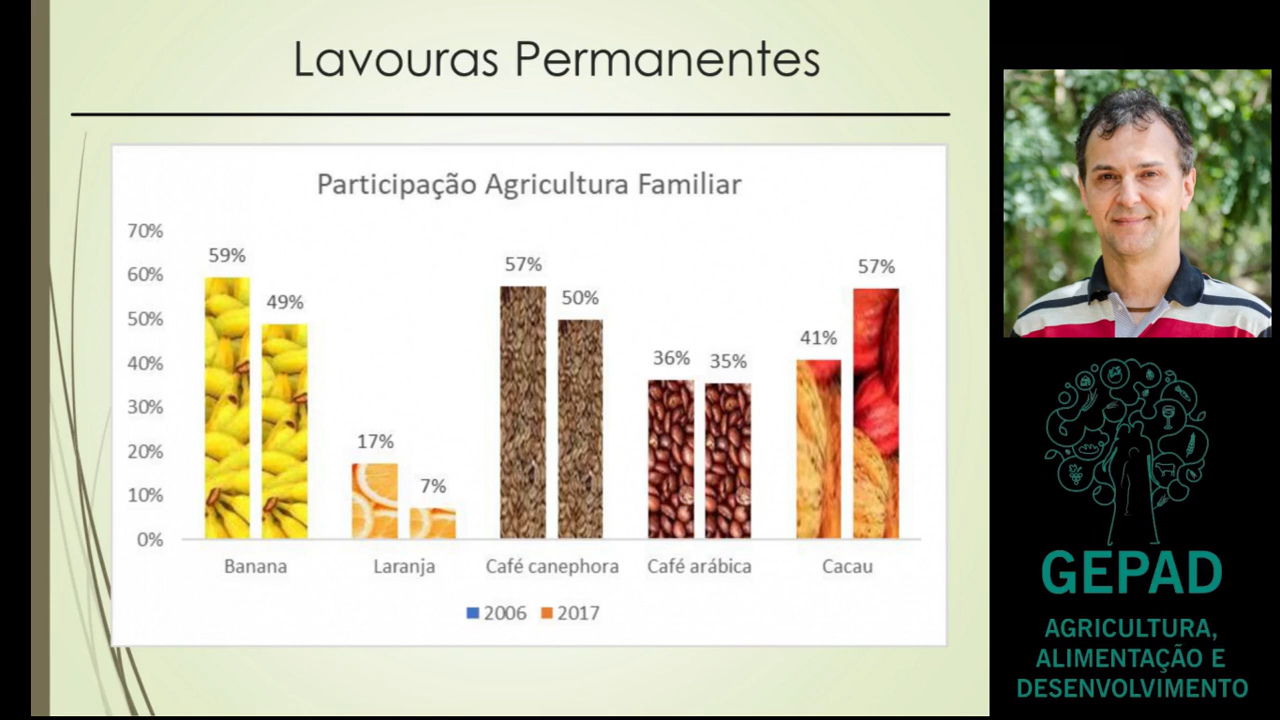 Lavouras Permanentes
Participação Agricultura Familiar
70%
60%
50%
40%
30%
20%
10%
0%
59%
49%
17%
7%
57%
50%
36%
35%
41%
57%
Banana
Laranja
Café canephora
Café arábica
Cacau
2006
2017
GEPAD
AGRICULTURA,
ALIMENTAÇÃO E
DESENVOLVIMENTO